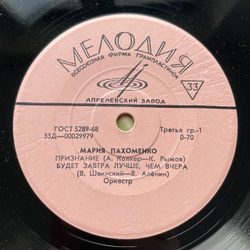 МЕЛОДИЯ
ВСЕСОЮЗНАЯ ФИРМА ГРАМПЛАСТИНОК
33
АПРЕЛЕВСКИЙ ЗАВОД
ГОСТ 5289-68
Третья гр.-1
33Д—00029979
0-70
МАРИЯ ПАХОМЕНКО
ПРИЗНАНИЕ (А. Колкер—К. Рыжов)
БУДЕТ ЗАВТРА ЛУЧШЕ, ЧЕМ ВЧЕРА
(В. Шаинский—В. Алёнин)
Оркестр